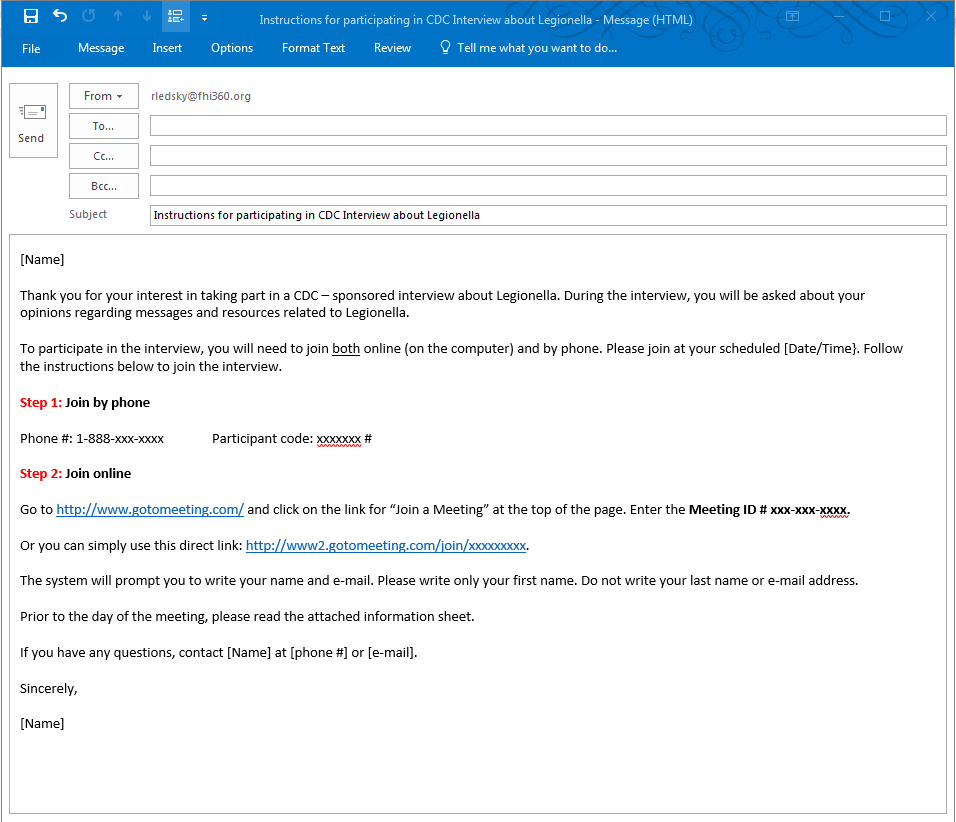 Instructions for participating in CDC Interview about Legionella - Message (HTML)
File Message Insert Options Format Text Review Tell me what you want to do...
From rledsky@fhi360.org
Send
To...
Cc...
Bcc...
Subject Instructions for participating in CDC Interview about Legionella
[Name]
Thank you for your interest in taking part in a CDC – sponsored interview about Legionella. During the interview, you will be asked about your
opinions regarding messages and resources related to Legionella.
To participate in the interview, you will need to join both online (on the computer) and by phone. Please join at your scheduled [Date/Time}. Follow
the instructions below to join the interview.
Step 1: Join by phone
Phone #: 1-888-xxx-xxxx Participant code: xxxxxxx #
Step 2: Join online
Go to http://www.gotomeeting.com/ and click on the link for “Join a Meeting” at the top of the page. Enter the Meeting ID # xxx-xxx-xxxx.
Or you can simply use this direct link: http://www2.gotomeeting.com/join/xxxxxxxxx.
The system will prompt you to write your name and e-mail. Please write only your first name. Do not write your last name or e-mail address.
Prior to the day of the meeting, please read the attached information sheet.
If you have any questions, contact [Name] at [phone #] or [e-mail].
Sincerely,
[Name]